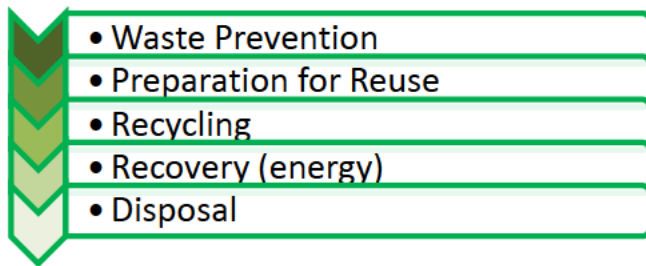 • Waste Prevention
• Preparation for Reuse
• Recycling
• Recovery (energy)
• Disposal